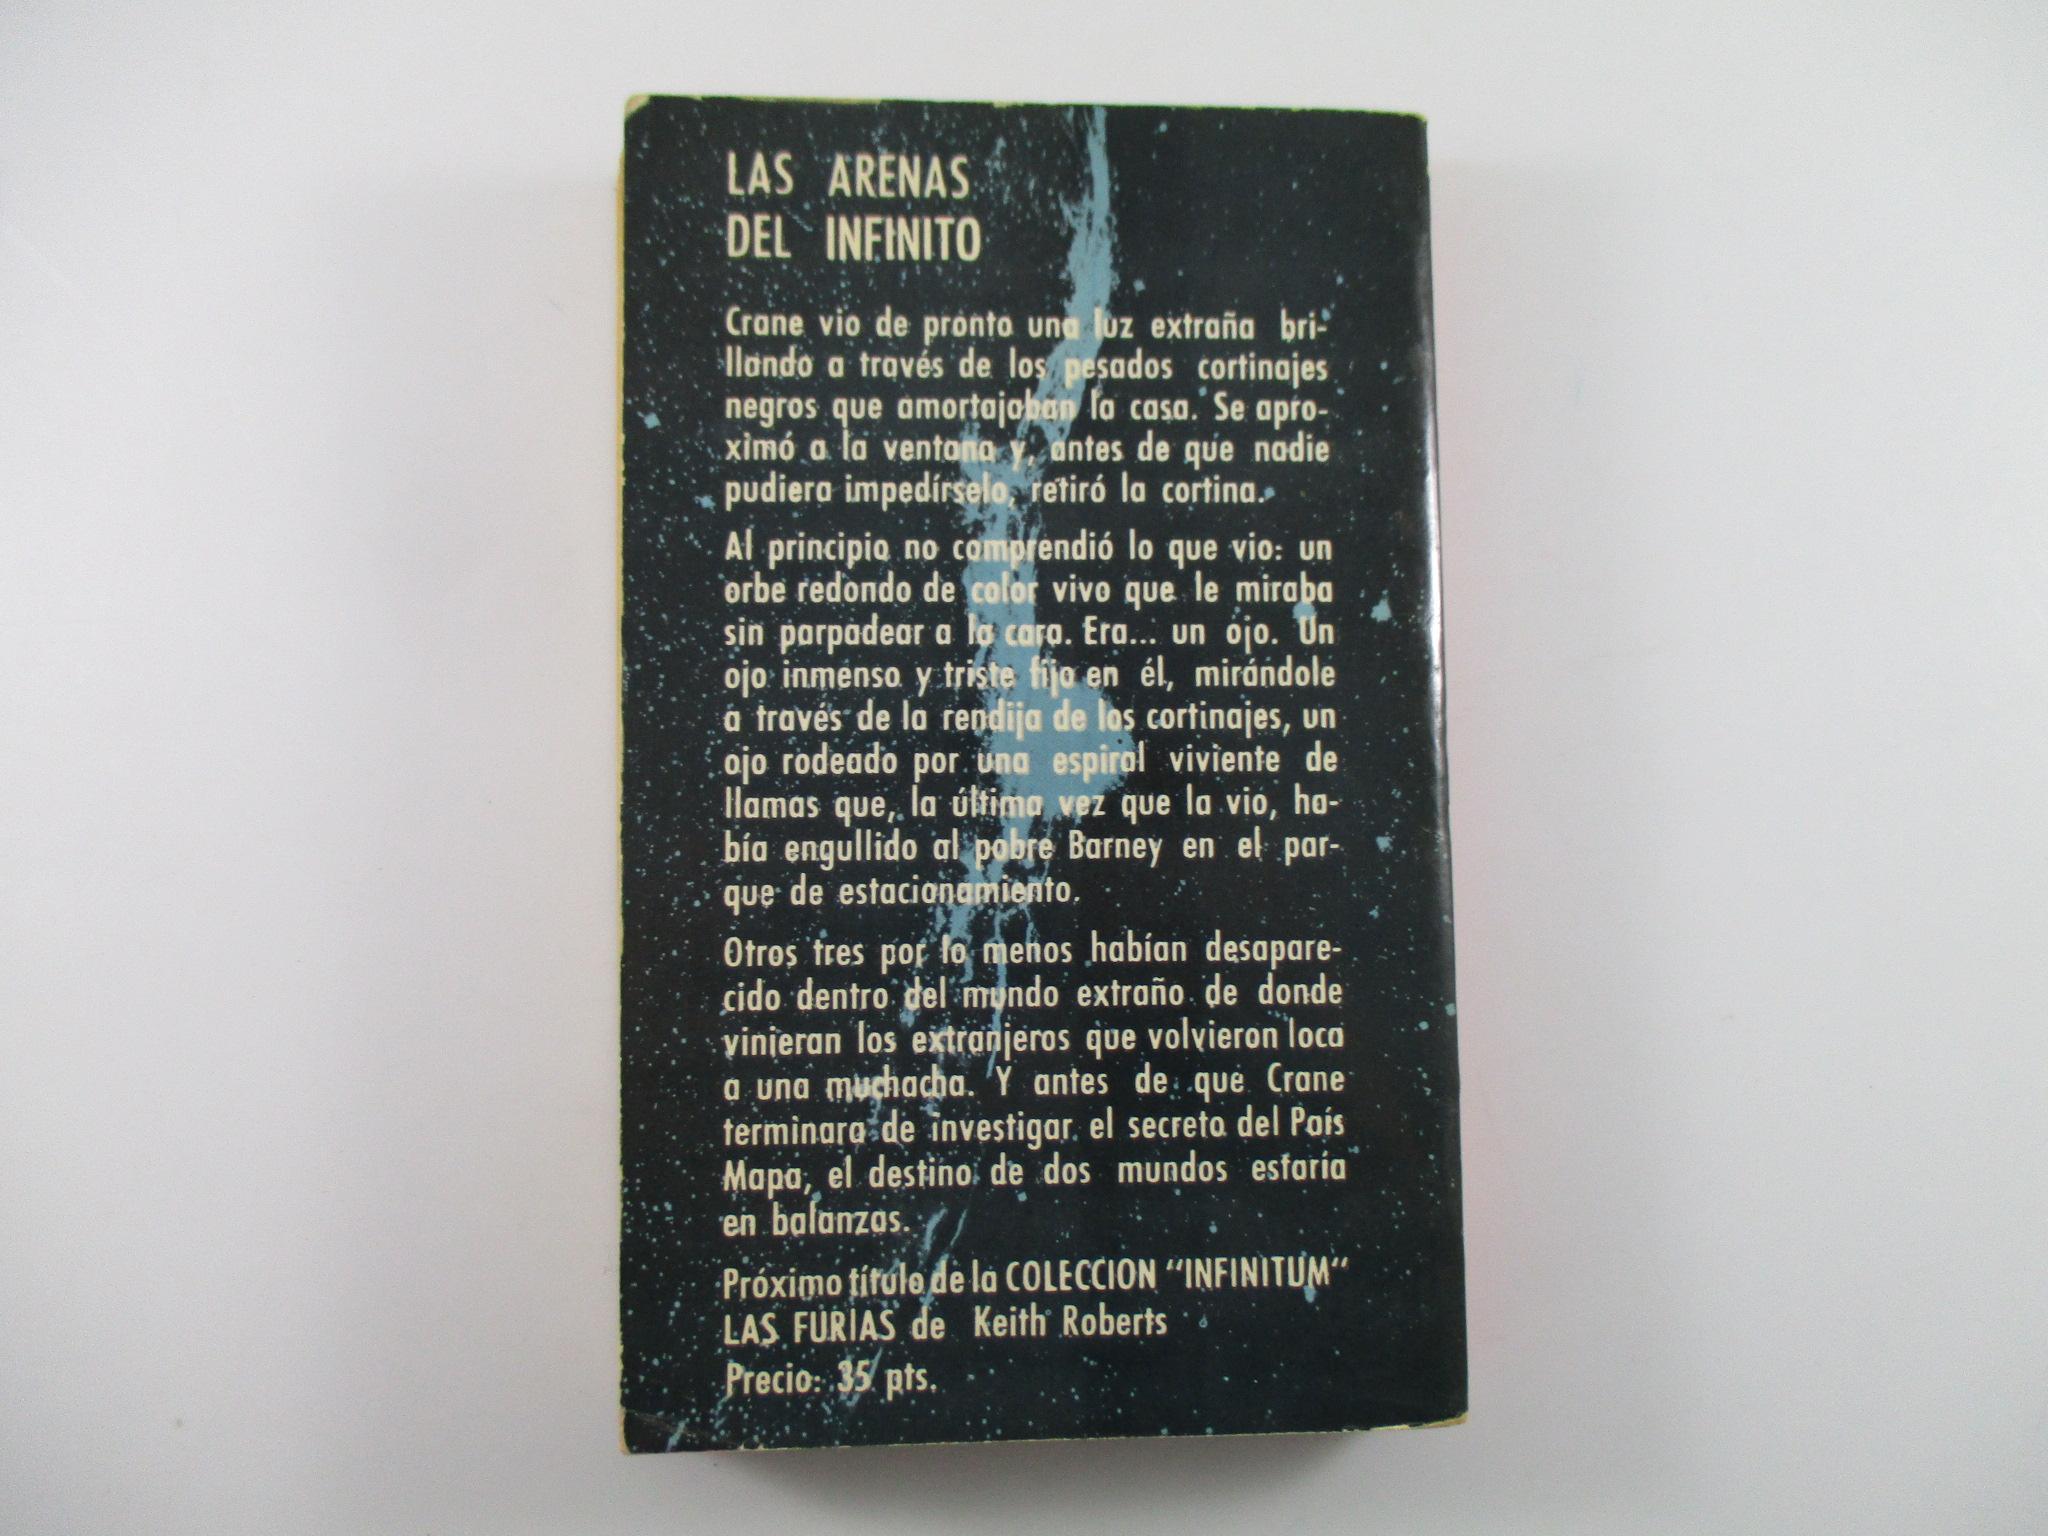 LAS ARENAS
DEL INFINITO
Crane vio de pronto una luz extraña bri-
llando a través de los pesados cortinajes
negros que amortajaban la casa. Se apro-
ximó a la ventana y, antes de que nadie
pudiera impedírselo, retiró la cortina.
Al principio no comprendió lo que vio: un
orbe redondo de color vivo que le miraba
sin parpadear a la cara. Era... un ojo. Un
ojo inmenso y triste fijo en él, mirándole
a través de la rendija de los cortinajes, un
ojo rodeado por una espiral viviente de
llamas que, la última vez que la vio, ha-
bía engullido al pobre Barney en el par-
que de estacionamiento.
Otros tres por lo menos habían desapare-
cido dentro del mundo extraño de donde
vinieran los extranjeros que volvieron loca
a una muchacha. Y antes de que Crane
terminara de investigar el secreto del País
Mapa, el destino de dos mundos estaría
en balanzas.
Próximo título de la COLECCION "INFINITUM"
LAS FURIAS de Keith Roberts
Precio: 35 pts.